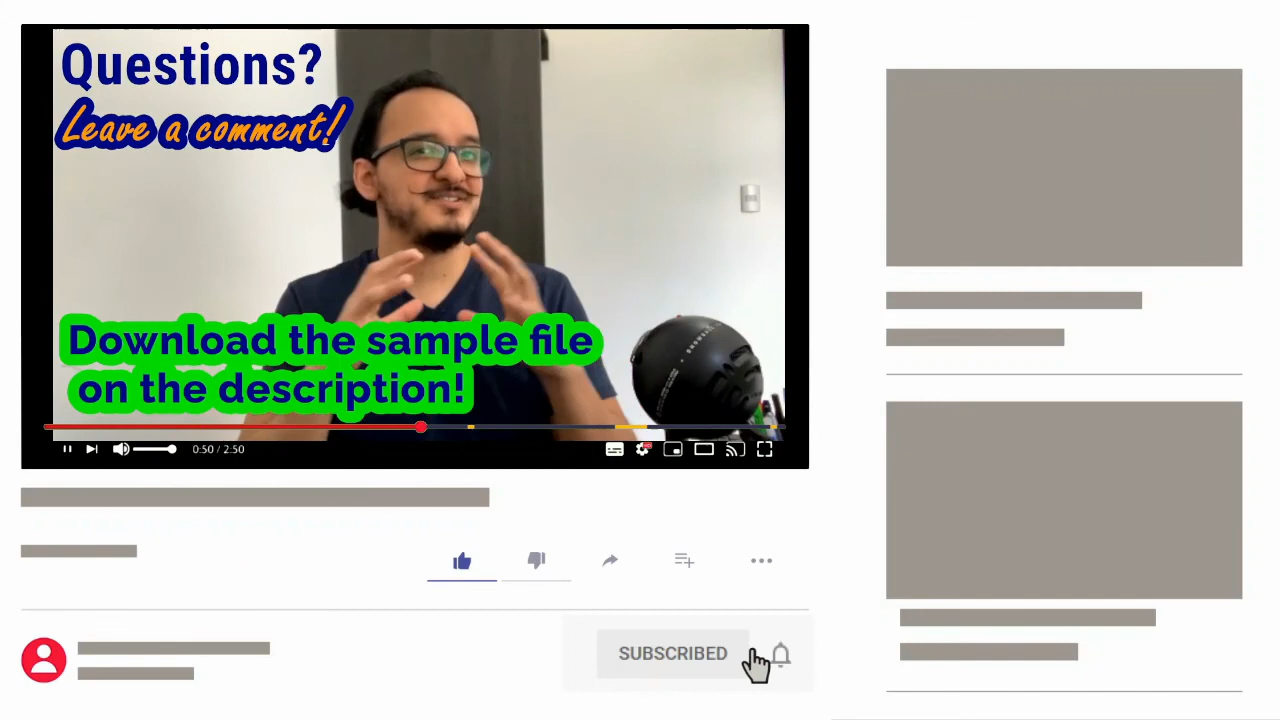 Questions?
Leave a comment!
Download the sample file
on the description!
0:50 / 2:50
SUBSCRIBED